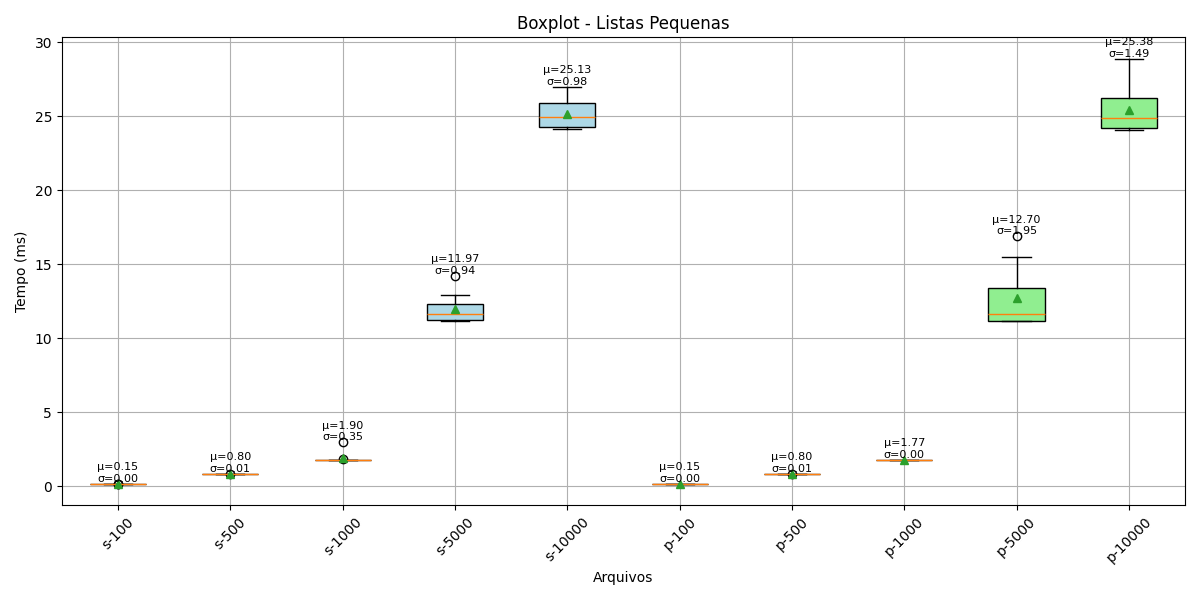 Boxplot - Listas Pequenas
Tempo (ms)
30
25
20
15
10
5
0
μ=0.15
σ=0.00
μ=0.80
σ=0.01
μ=1.90
σ=0.35
μ=11.97
σ=0.94
μ=25.13
σ=0.98
μ=0.15
σ=0.00
μ=0.80
σ=0.01
μ=1.77
σ=0.00
μ=12.70
σ=1.95
μ=25.38
σ=1.49
s-100
s-500
s-1000
s-5000
s-10000
p-100
p-500
p-1000
p-5000
p-10000
Arquivos